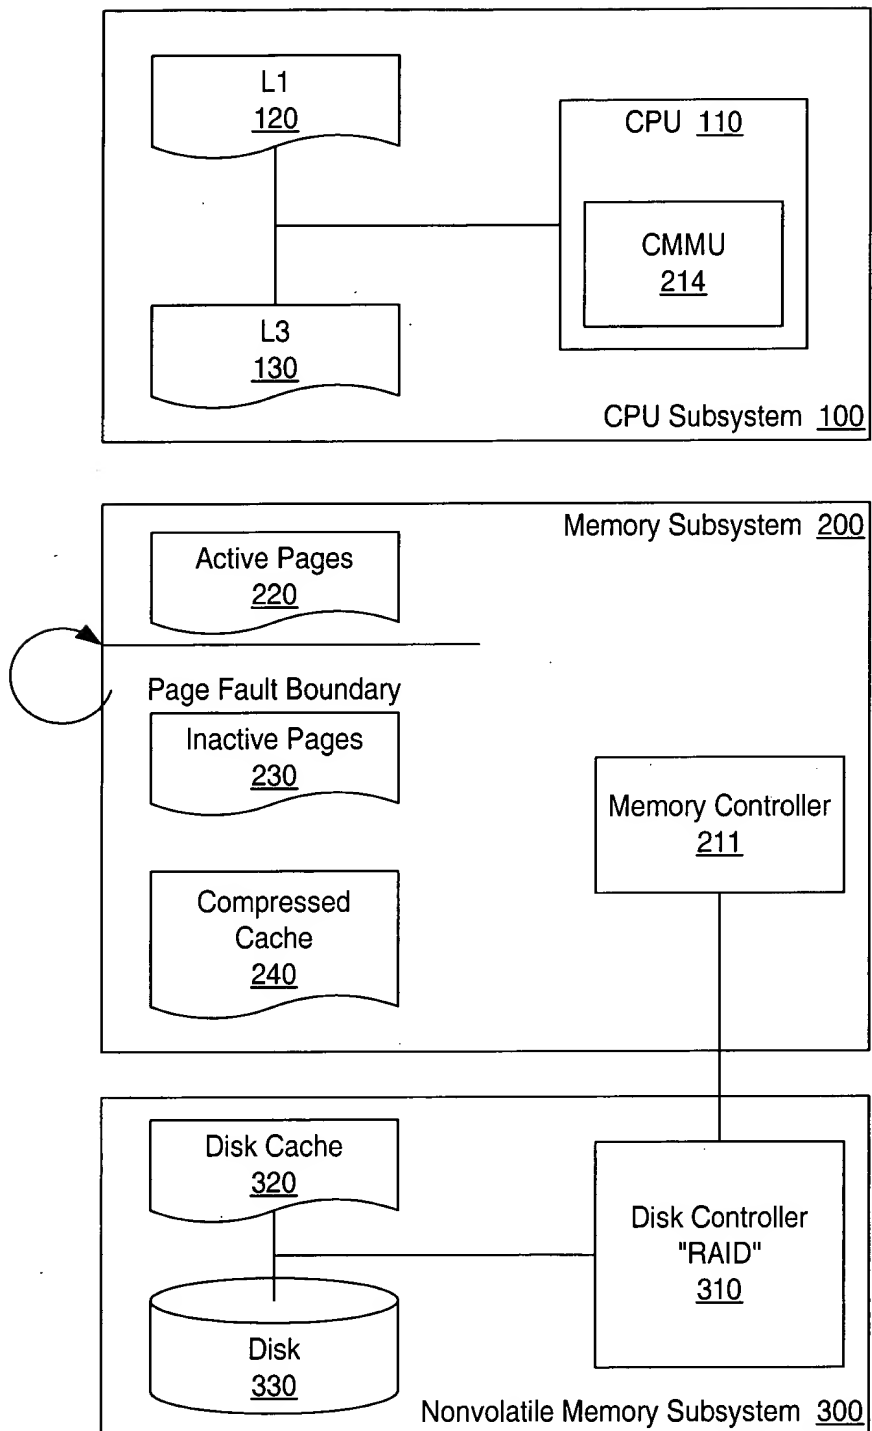 L1
120
CPU 110
CMMU
214
L3
130
CPU Subsystem 100
Memory Subsystem 200
Active Pages
220
Page Fault Boundary
Inactive Pages
230
Memory Controller
211
Compressed
Cache
240
Disk Cache
320
Disk Controller
"RAID"
310
Disk
330
Nonvolatile Memory Subsystem 300